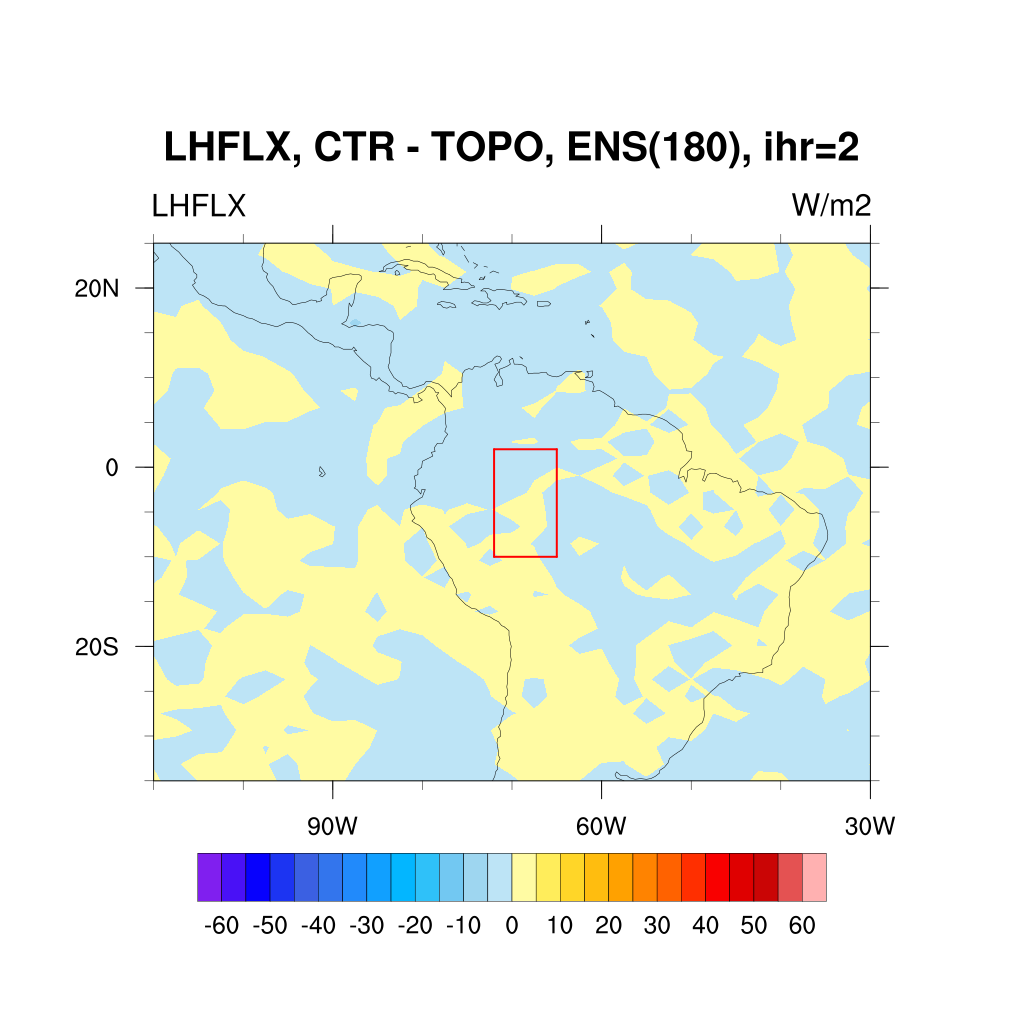 LHFLX, CTR - TOPO, ENS(180), ihr=2
LHFLX W/m2
20N
0
20S
90W 60W 30W
-60 -50 -40 -30 -20 -10 0 10 20 30 40 50 60